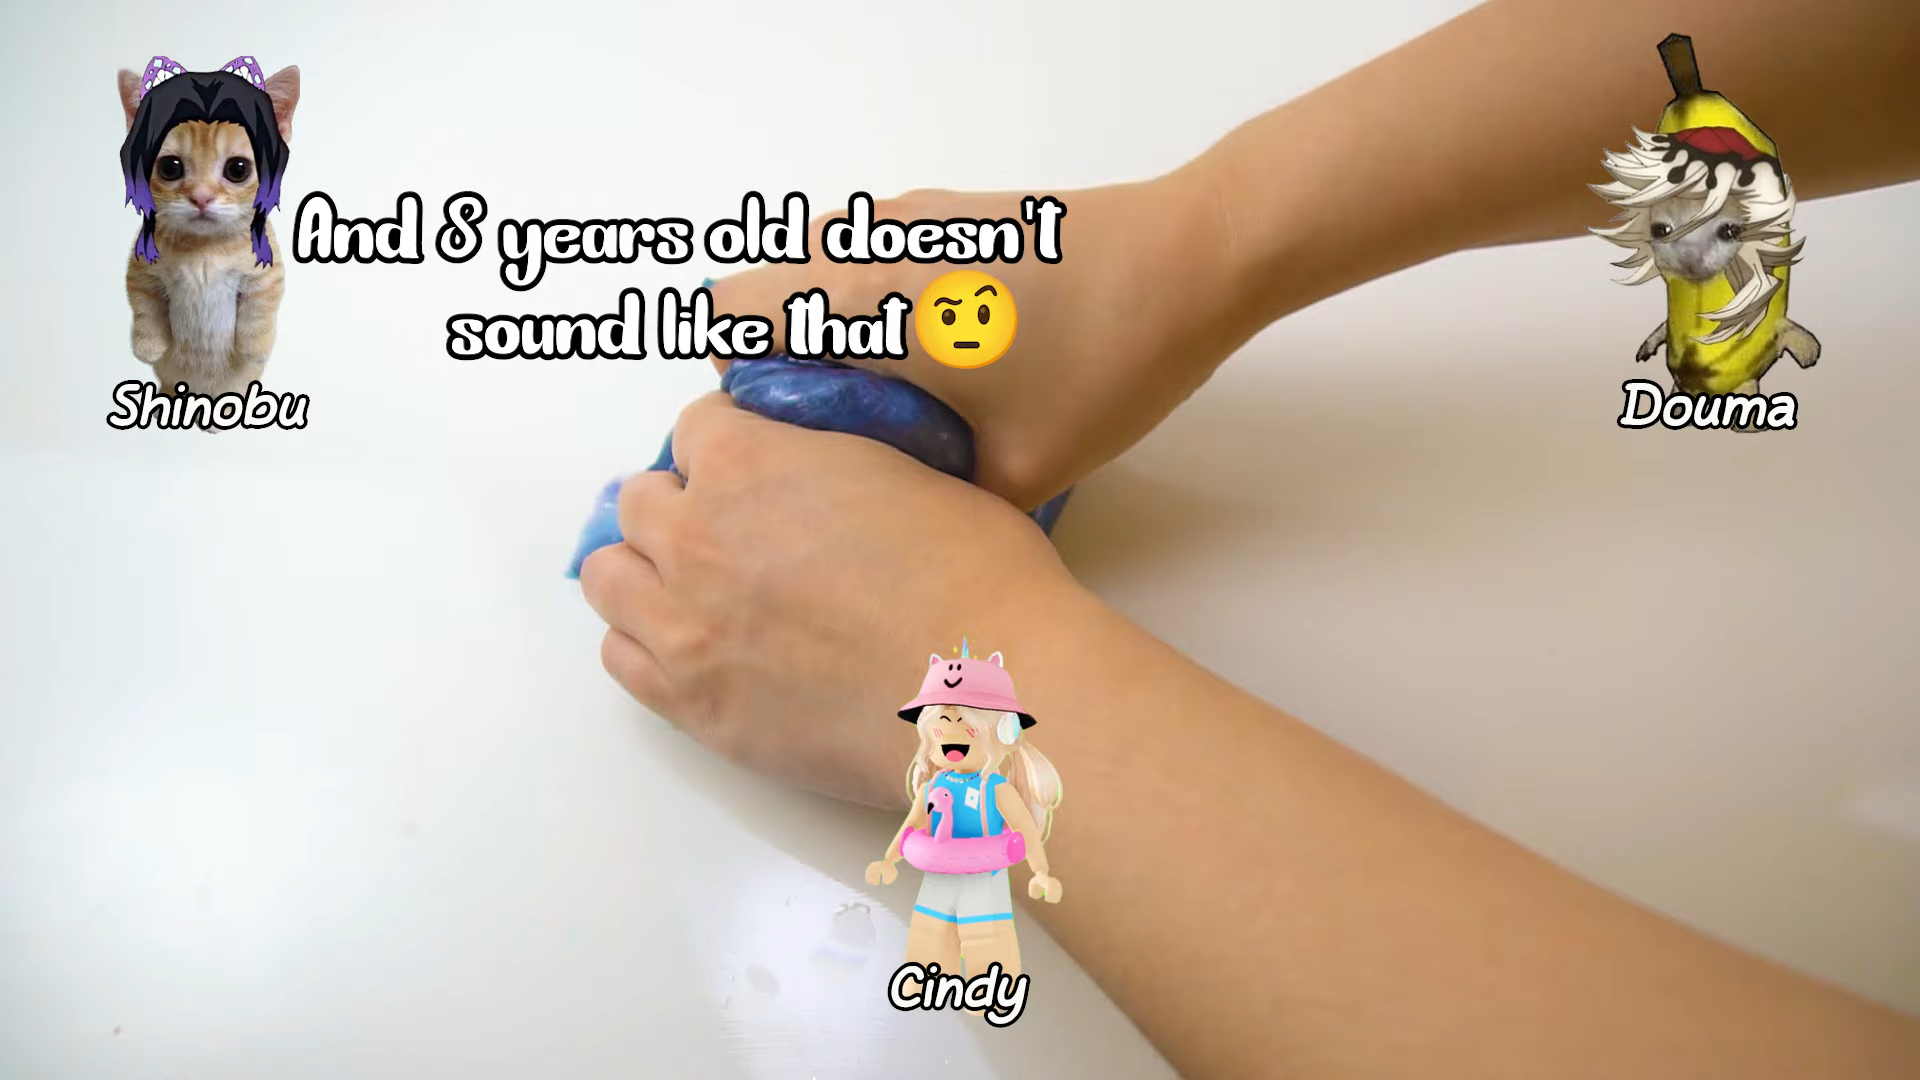 And 8 years old doesn't
sound like that🤨
Shinobu
Douma
Cindy